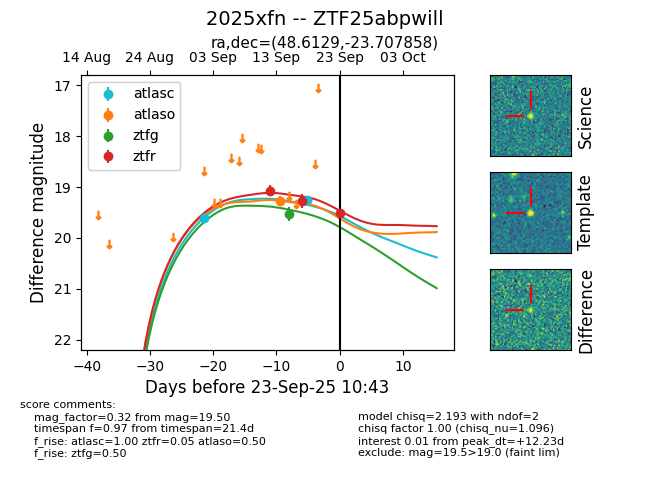 2025xfn -- ZTF25abpwill
ra,dec=(48.6129,-23.707858)
14 Aug 24 Aug 03 Sep 13 Sep 23 Sep 03 Oct
atlasc
atlaso
ztfg
ztfr
17
18
19
20
21
22
Difference magnitude
−40 −30 −20 −10 0 10
Days before 23-Sep-25 10:43
Science
Template
Difference
score comments:
mag_factor=0.32 from mag=19.50
timespan f=0.97 from timespan=21.4d
f_rise: atlasc=1.00 ztfr=0.05 atlaso=0.50
f_rise: ztfg=0.50
model chisq=2.193 with ndof=2
chisq factor 1.00 (chisq_nu=1.096)
interest 0.01 from peak_dt=+12.23d
exclude: mag=19.5>19.0 (faint lim)